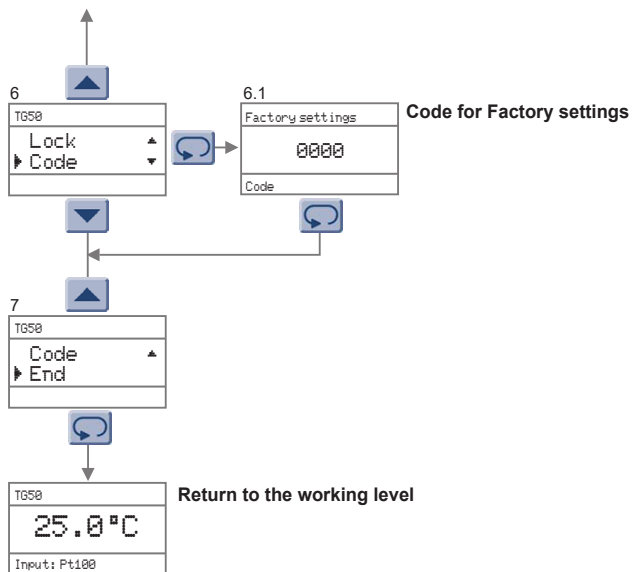 6
TG50
Lock
Code
6.1
Factory settings
0000
Code
Code for Factory settings
7
TG50
Code
End
TG50
25.0°C
Input: Pt100
Return to the working level